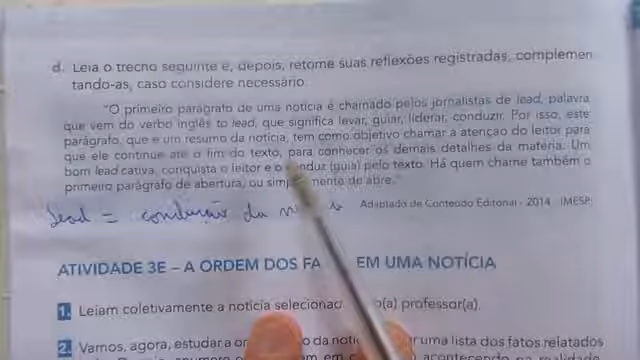 d. Leia o trecho seguinte e, depois, retome suas reflexões registradas, complemen
tando-as, caso considere necessário.
"O primeiro parágrafo de uma notícia é chamado pelos jornalistas de lead, palavra
que vem do verbo inglês to lead, que significa levar, guiar, liderar, conduzir. Por isso, este
parágrafo, que é um resumo da notícia, tem como objetivo chamar a atenção do leitor para
que ele continue até o fim do texto, para conhecer os demais detalhes da matéria. Um
bom lead cativa, conquista o leitor e o conduz (guia) pelo texto. Há quem chame também o
primeiro parágrafo de abertura, ou simplesmente de abre."
Lead = condução da
Adaptado de Conteúdo Editorial - 2014 IMESP
ATIVIDADE 3E – A ORDEM DOS FA EM UMA NOTÍCIA
1. Leiam coletivamente a notícia selecionad o(a) professor(a).
2. Vamos, agora, estudar a or do da notí r uma lista dos fatos relatados